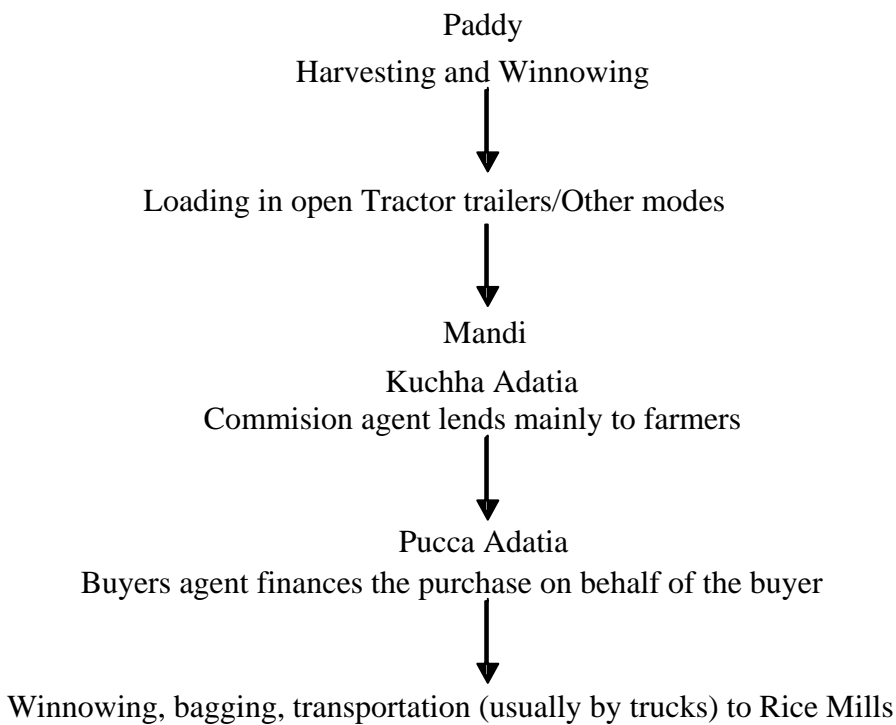 Paddy
Harvesting and Winnowing
Loading in open Tractor trailers/Other modes
Mandi
Kuchha Adatia
Commision agent lends mainly to farmers
Pucca Adatia
Buyers agent finances the purchase on behalf of the buyer
Winnowing, bagging, transportation (usually by trucks) to Rice Mills